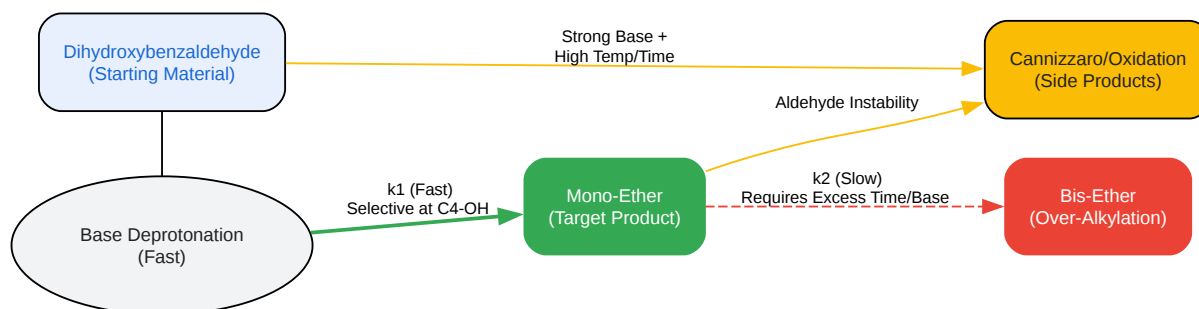 Dihydroxybenzaldehyde
(Starting Material)
Strong Base +
High Temp/Time
Cannizzaro/Oxidation
(Side Products)
Aldehyde Instability
Base Deprotonation
(Fast)
k1 (Fast)
Selective at C4-OH
Mono-Ether
(Target Product)
k2 (Slow)
Requires Excess Time/Base
Bis-Ether
(Over-Alkylation)